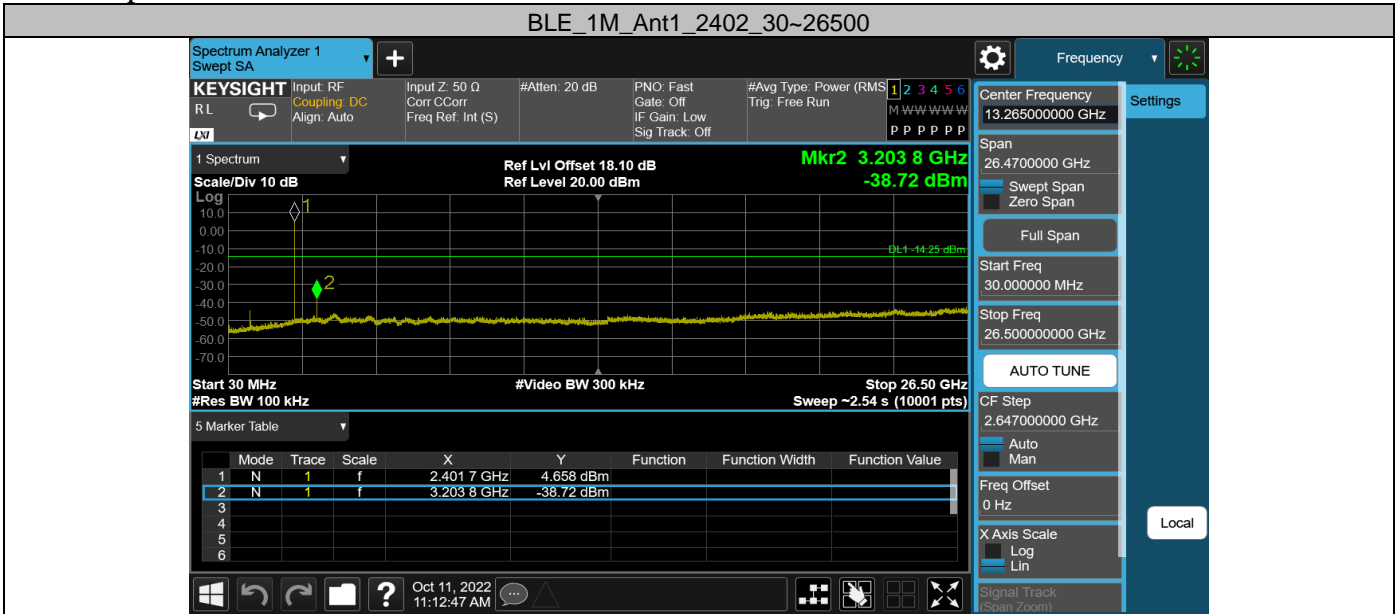 BLE_1M_Ant1_2402_30~26500
Spectrum Analyzer 1
Swept SA
+
Frequency
KEYSIGHT
RL
LXI
Input: RF
Coupling: DC
Align: Auto
Input Z: 50 Ω
Corr CCorr
Freq Ref: Int (S)
#Atten: 20 dB
PNO: Fast
Gate: Off
IF Gain: Low
Sig Track: Off
#Avg Type: Power (RMS
Trig: Free Run
1 2 3 4 5 6
M W W W W W
P P P P P P
1 Spectrum
Scale/Div 10 dB
Ref Lvl Offset 18.10 dB
Ref Level 20.00 dBm
Mkr2 3.203 8 GHz
-38.72 dBm
Log
10.0
0.00
-10.0
-20.0
-30.0
-40.0
-50.0
-60.0
-70.0
1
2
DL1 -14.25 dBm
Start 30 MHz
#Video BW 300 kHz
Stop 26.50 GHz
#Res BW 100 kHz
Sweep ~2.54 s (10001 pts)
5 Marker Table
Mode Trace Scale X Y Function Function Width Function Value
1 N 1 f 2.401 7 GHz 4.658 dBm
2 N 1 f 3.203 8 GHz -38.72 dBm
3
4
5
6
?
Oct 11, 2022
11:12:47 AM
Center Frequency
13.265000000 GHz
Settings
Span
26.4700000 GHz
Swept Span
Zero Span
Full Span
Start Freq
30.000000 MHz
Stop Freq
26.500000000 GHz
AUTO TUNE
CF Step
2.647000000 GHz
Auto
Man
Freq Offset
0 Hz
Local
X Axis Scale
Log
Lin
Signal Track
(Span Zoom)